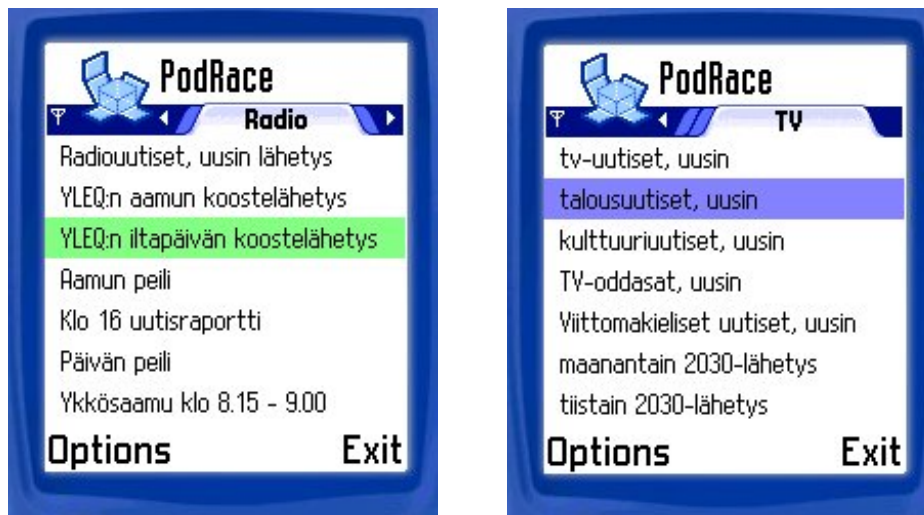 PodRace
Radio
Radiouutiset, uusin lähetys
YLEQ:n aamun koostelähetys
YLEQ:n iltapäivän koostelähetys
Aamun peili
Klo 16 uutisraportti
Päivän peili
Ykkösaamu klo 8.15 - 9.00
Options Exit
PodRace
TV
tv-uutiset, uusin
talousuutiset, uusin
kulttuuriuutiset, uusin
TV-oddasat, uusin
Viittomakieliset uutiset, uusin
maanantain 2030-lähetys
tiistain 2030-lähetys
Options Exit